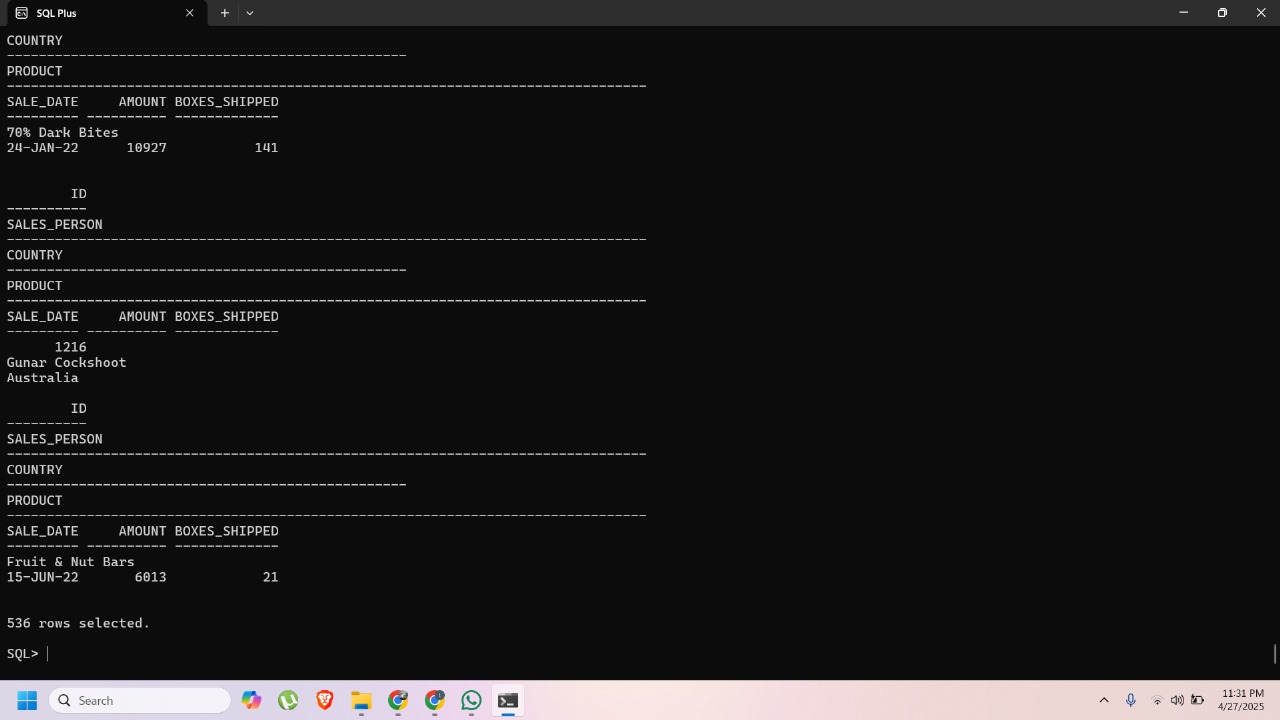 SQL Plus
COUNTRY
--------------------------------------------------
PRODUCT
--------------------------------------------------------------------------------
SALE_DATE     AMOUNT BOXES_SHIPPED
--------- ---------- -------------
70% Dark Bites
24-JAN-22      10927           141
        ID
----------
SALES_PERSON
--------------------------------------------------------------------------------
COUNTRY
--------------------------------------------------
PRODUCT
--------------------------------------------------------------------------------
SALE_DATE     AMOUNT BOXES_SHIPPED
--------- ---------- -------------
      1216
Gunar Cockshoot
Australia
        ID
----------
SALES_PERSON
--------------------------------------------------------------------------------
COUNTRY
--------------------------------------------------
PRODUCT
--------------------------------------------------------------------------------
SALE_DATE     AMOUNT BOXES_SHIPPED
--------- ---------- -------------
Fruit & Nut Bars
15-JUN-22       6013            21
536 rows selected.
SQL>
Search
11:31 PM
4/27/2025